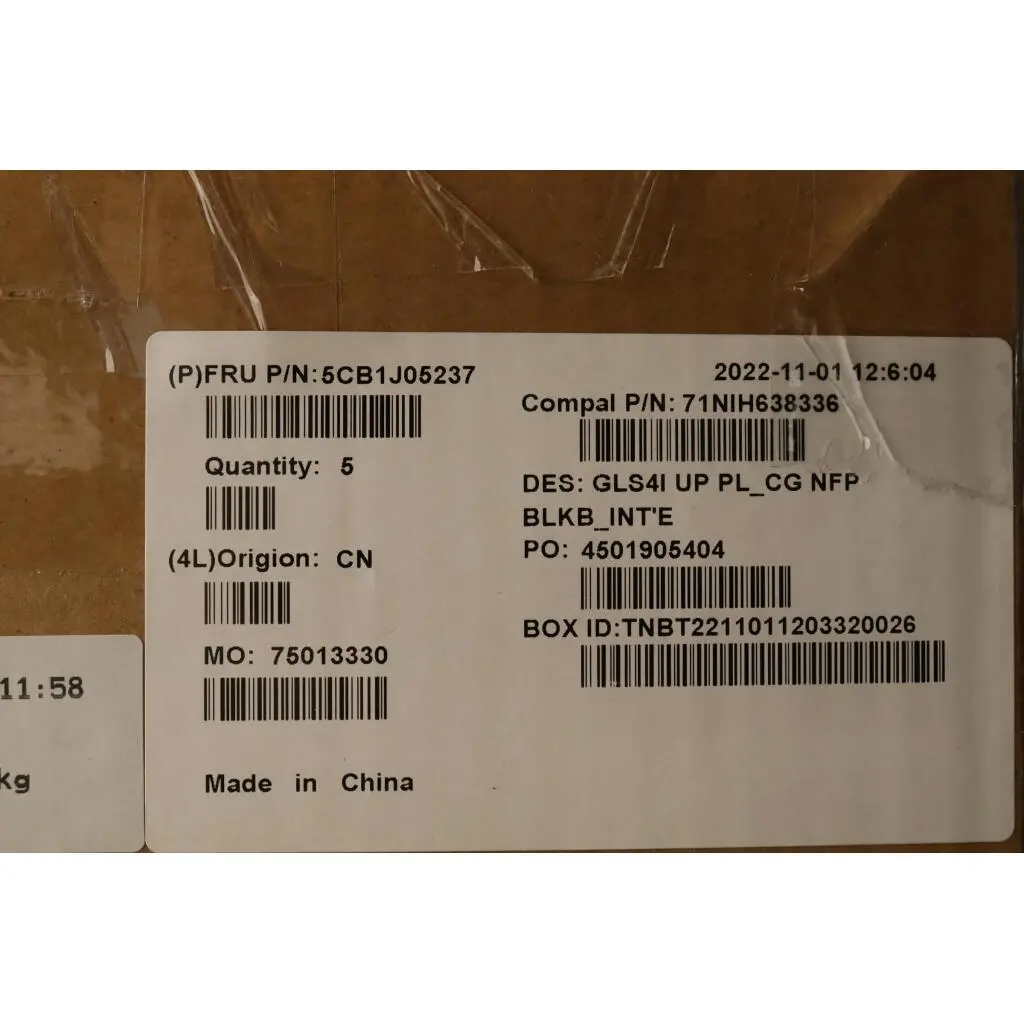 (P)FRU P/N:5CB1J05237
2022-11-01 12:6:04
Compal P/N: 71NIH638336
Quantity: 5
DES: GLS4I UP PL_CG NFP
BLKB_INT'E
(4L)Origion: CN
PO: 4501905404
BOX ID:TNBT2211011203320026
MO: 75013330
Made in China
11:58
kg